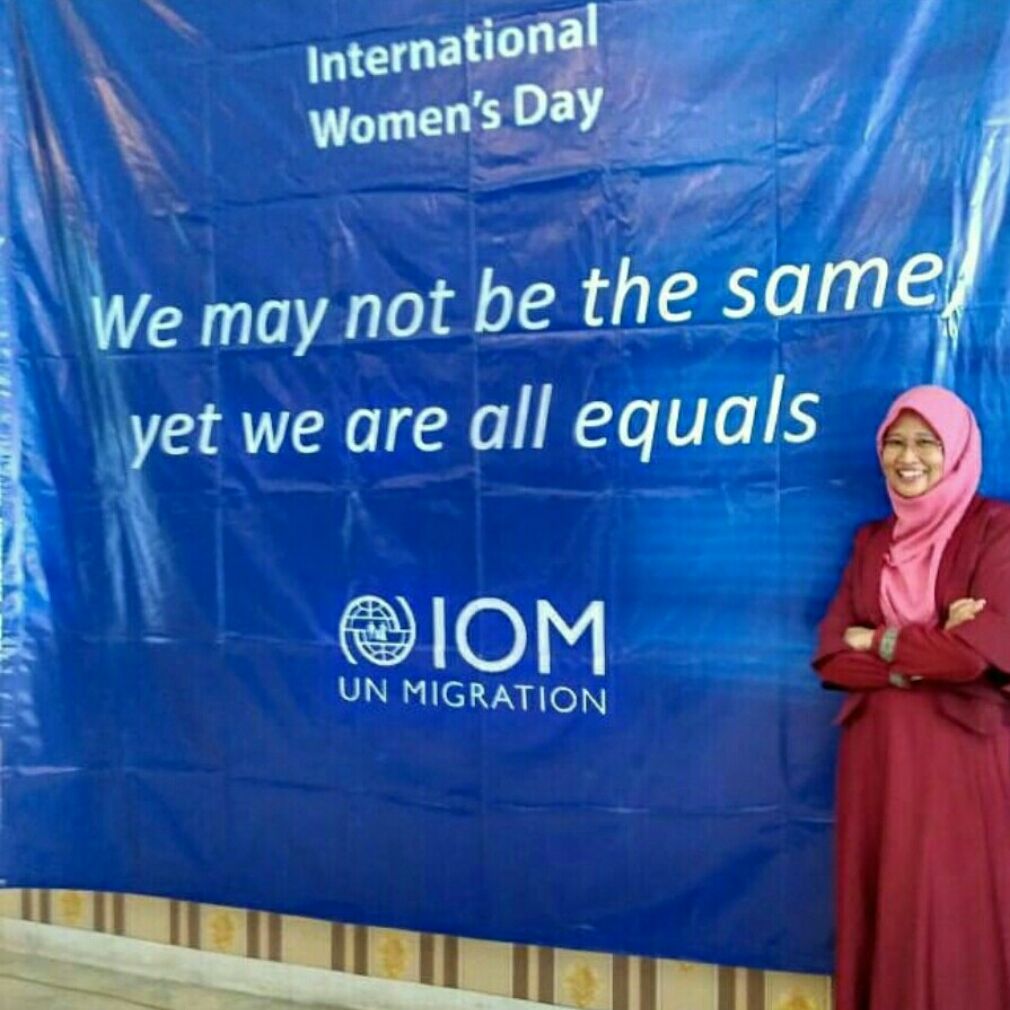 International
Women's Day
We may not be the same,
yet we are all equals
IOM
UN MIGRATION